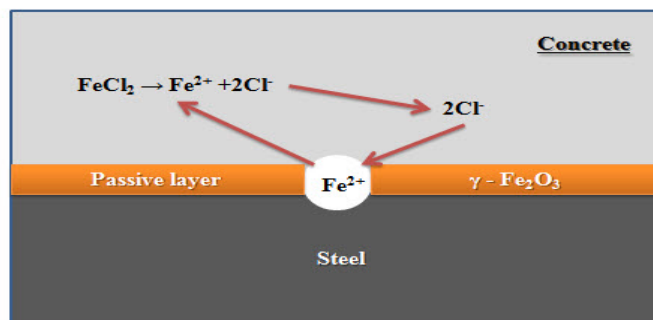 Concrete
FeCl₂ → Fe²⁺ +2Cl⁻
2Cl⁻
Passive layer
Fe²⁺
γ - Fe₂O₃
Steel